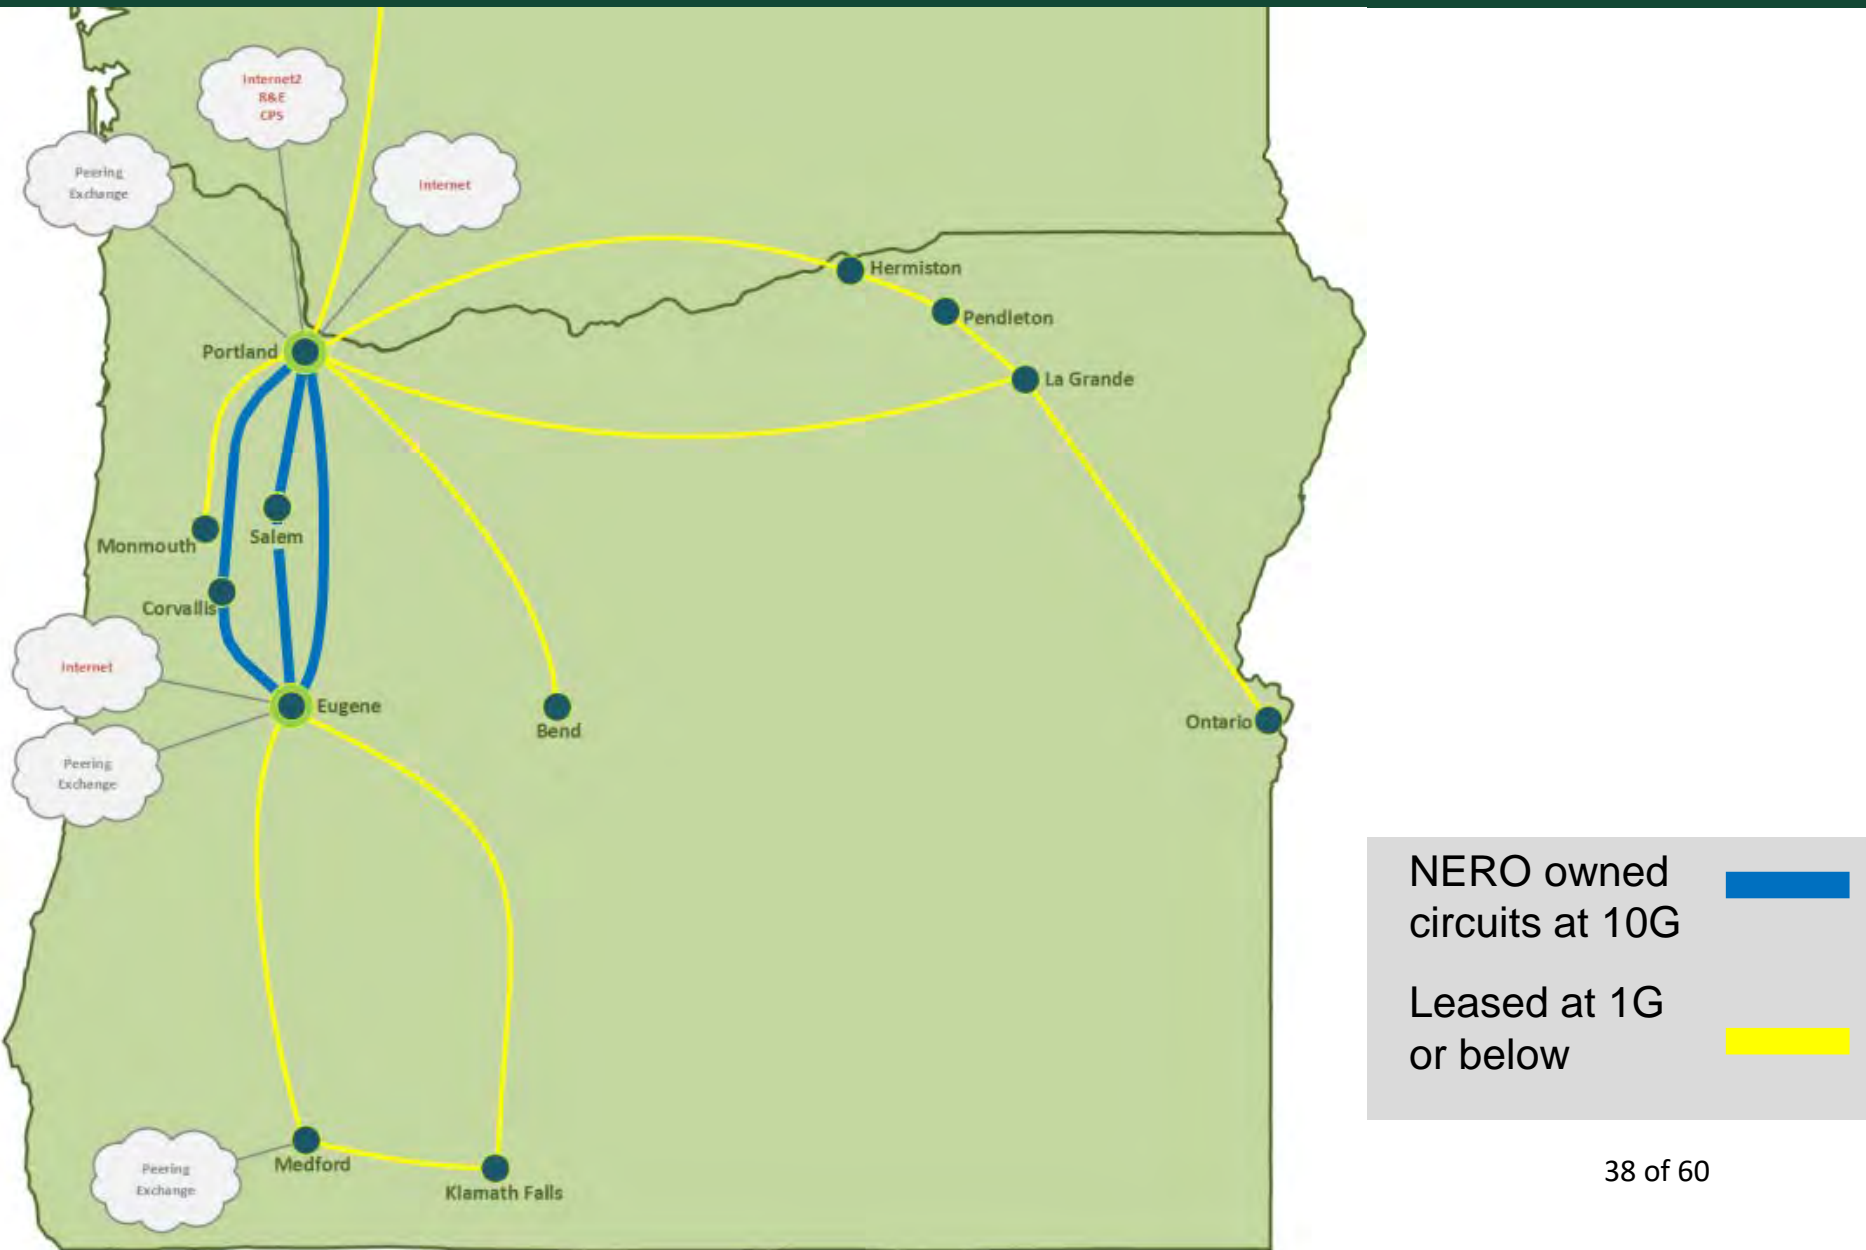 Internet2
R&E
CPS
Peering
Exchange
Internet
Hermiston
Pendleton
Portland
La Grande
Salem
Monmouth
Corvallis
Internet
Eugene
Bend
Ontario
Peering
Exchange
NERO owned
circuits at 10G
Leased at 1G
or below
Medford
Peering
Exchange
Klamath Falls
38 of 60